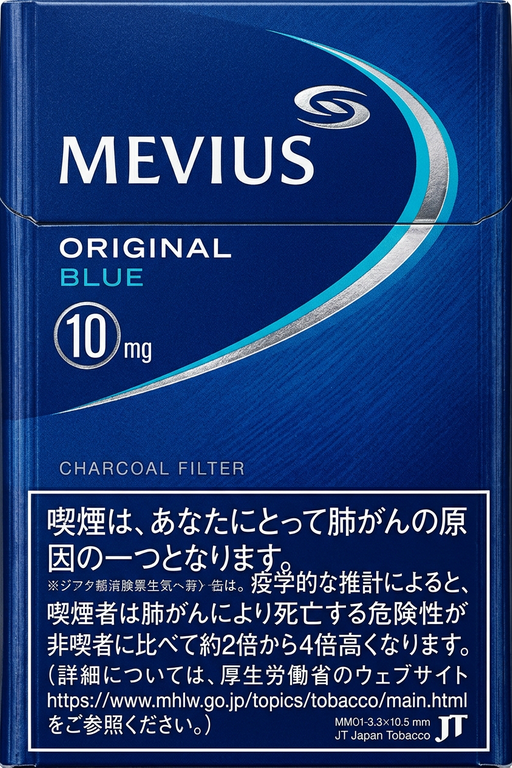 MEVIUS
ORIGINAL
BLUE
10 mg
CHARCOAL FILTER
喫煙は、あなたにとって肺がんの原
因の一つとなります。
疫学的な推計によると、
喫煙者は肺がんにより死亡する危険性が
非喫者に比べて約2倍から4倍高くなります。
(詳細については、厚生労働省のウェブサイト
https://www.mhlw.go.jp/topics/tobacco/main.html
をご参照ください。)
MM01-3.3×10.5 mm
JT Japan Tobacco
JT